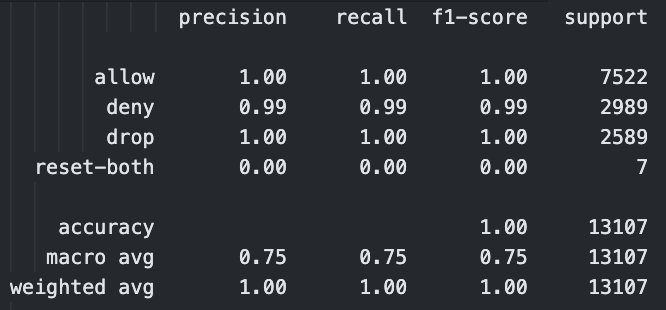 precision recall f1-score support
allow 1.00 1.00 1.00 7522
deny 0.99 0.99 0.99 2989
drop 1.00 1.00 1.00 2589
reset-both 0.00 0.00 0.00 7
accuracy 1.00 13107
macro avg 0.75 0.75 0.75 13107
weighted avg 1.00 1.00 1.00 13107